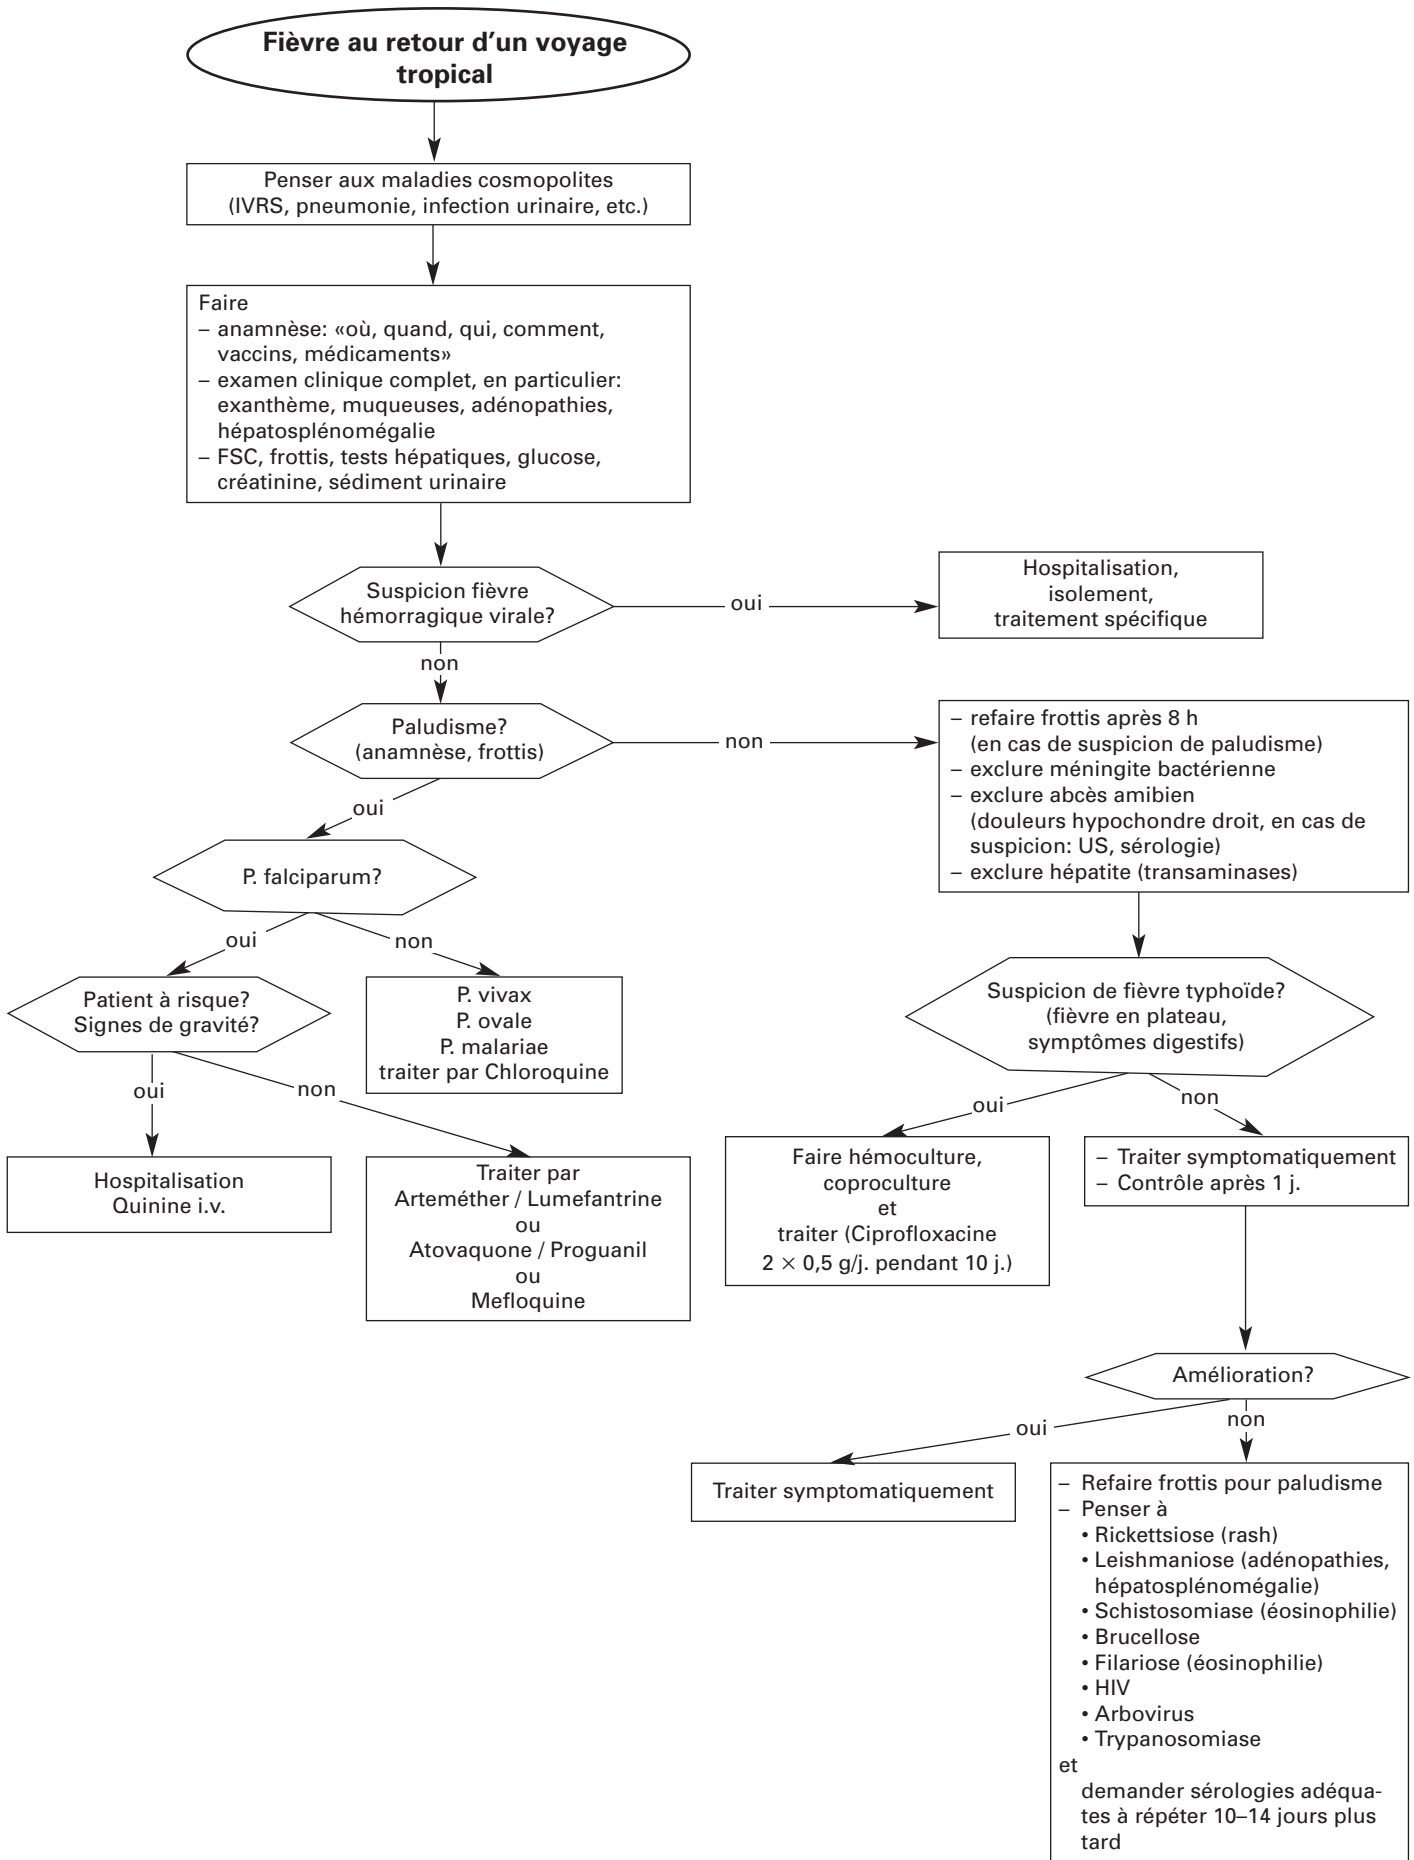 Fièvre au retour d’un voyage
tropical
Penser aux maladies cosmopolites
(IVRS, pneumonie, infection urinaire, etc.)
Faire
– anamnèse: «où, quand, qui, comment,
vaccins, médicaments»
– examen clinique complet, en particulier:
exanthème, muqueuses, adénopathies,
hépatosplénomégalie
– FSC, frottis, tests hépatiques, glucose,
créatinine, sédiment urinaire
Suspicion fièvre
hémorragique virale?
oui
Hospitalisation,
isolement,
traitement spécifique
non
Paludisme?
(anamnèse, frottis)
non
– refaire frottis après 8 h
(en cas de suspicion de paludisme)
– exclure méningite bactérienne
– exclure abcès amibien
(douleurs hypochondre droit, en cas de
suspicion: US, sérologie)
– exclure hépatite (transaminases)
oui
P. falciparum?
oui
non
Patient à risque?
Signes de gravité?
P. vivax
P. ovale
P. malariae
traiter par Chloroquine
Suspicion de fièvre typhoïde?
(fièvre en plateau,
symptômes digestifs)
oui
non
oui
non
Hospitalisation
Quinine i.v.
Traiter par
Arteméther / Lumefantrine
ou
Atovaquone / Proguanil
ou
Mefloquine
Faire hémoculture,
coproculture
et
traiter (Ciprofloxacine
2 × 0,5 g/j. pendant 10 j.)
– Traiter symptomatiquement
– Contrôle après 1 j.
Amélioration?
oui
non
Traiter symptomatiquement
– Refaire frottis pour paludisme
– Penser à
• Rickettsiose (rash)
• Leishmaniose (adénopathies,
hépatosplénomégalie)
• Schistosomiase (éosinophilie)
• Brucellose
• Filariose (éosinophilie)
• HIV
• Arbovirus
• Trypanosomiase
et
demander sérologies adéqua-
tes à répéter 10–14 jours plus
tard